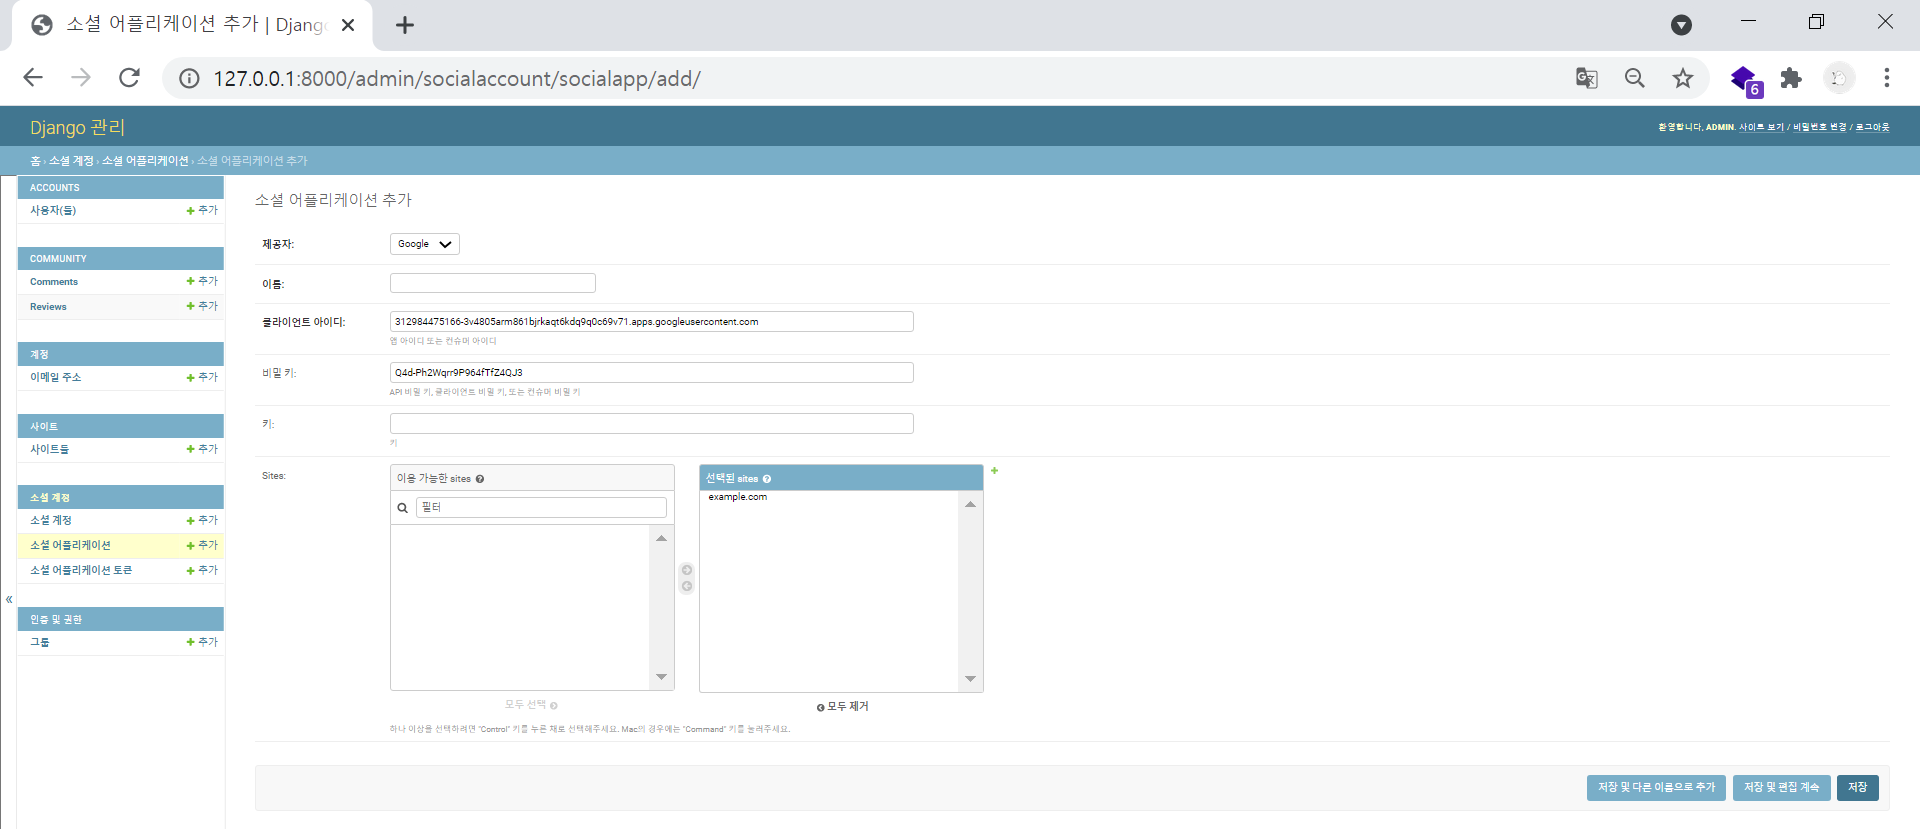 소셜 어플리케이션 추가 | Django
127.0.0.1:8000/admin/socialaccount/socialapp/add/
6
Django 관리
환영합니다, ADMIN. 사이트 보기 / 비밀번호 변경 / 로그아웃
홈 › 소셜 계정 › 소셜 어플리케이션 › 소셜 어플리케이션 추가
ACCOUNTS
사용자(들) 추가
COMMUNITY
Comments 추가
Reviews 추가
계정
이메일 주소 추가
사이트
사이트들 추가
소셜 계정
소셜 계정 추가
소셜 어플리케이션 추가
소셜 어플리케이션 토큰 추가
«
인증 및 권한
그룹 추가
소셜 어플리케이션 추가
제공자: Google
이름:
클라이언트 아이디: 312984475166-3v4805arm861bjrkaqt6kdq9q0c69v71.apps.googleusercontent.com
앱 아이디 또는 컨슈머 아이디
비밀 키: Q4d-Ph2Wqrr9P964fTfZ4QJ3
API 비밀 키, 클라이언트 비밀 키, 또는 컨슈머 비밀 키
키:
키
Sites:
이용 가능한 sites
필터
모두 선택
선택된 sites
example.com
모두 제거
하나 이상을 선택하려면 "Control" 키를 누른 채로 선택해주세요. Mac의 경우에는 "Command" 키를 눌러주세요.
저장 및 다른 이름으로 추가
저장 및 편집 계속
저장